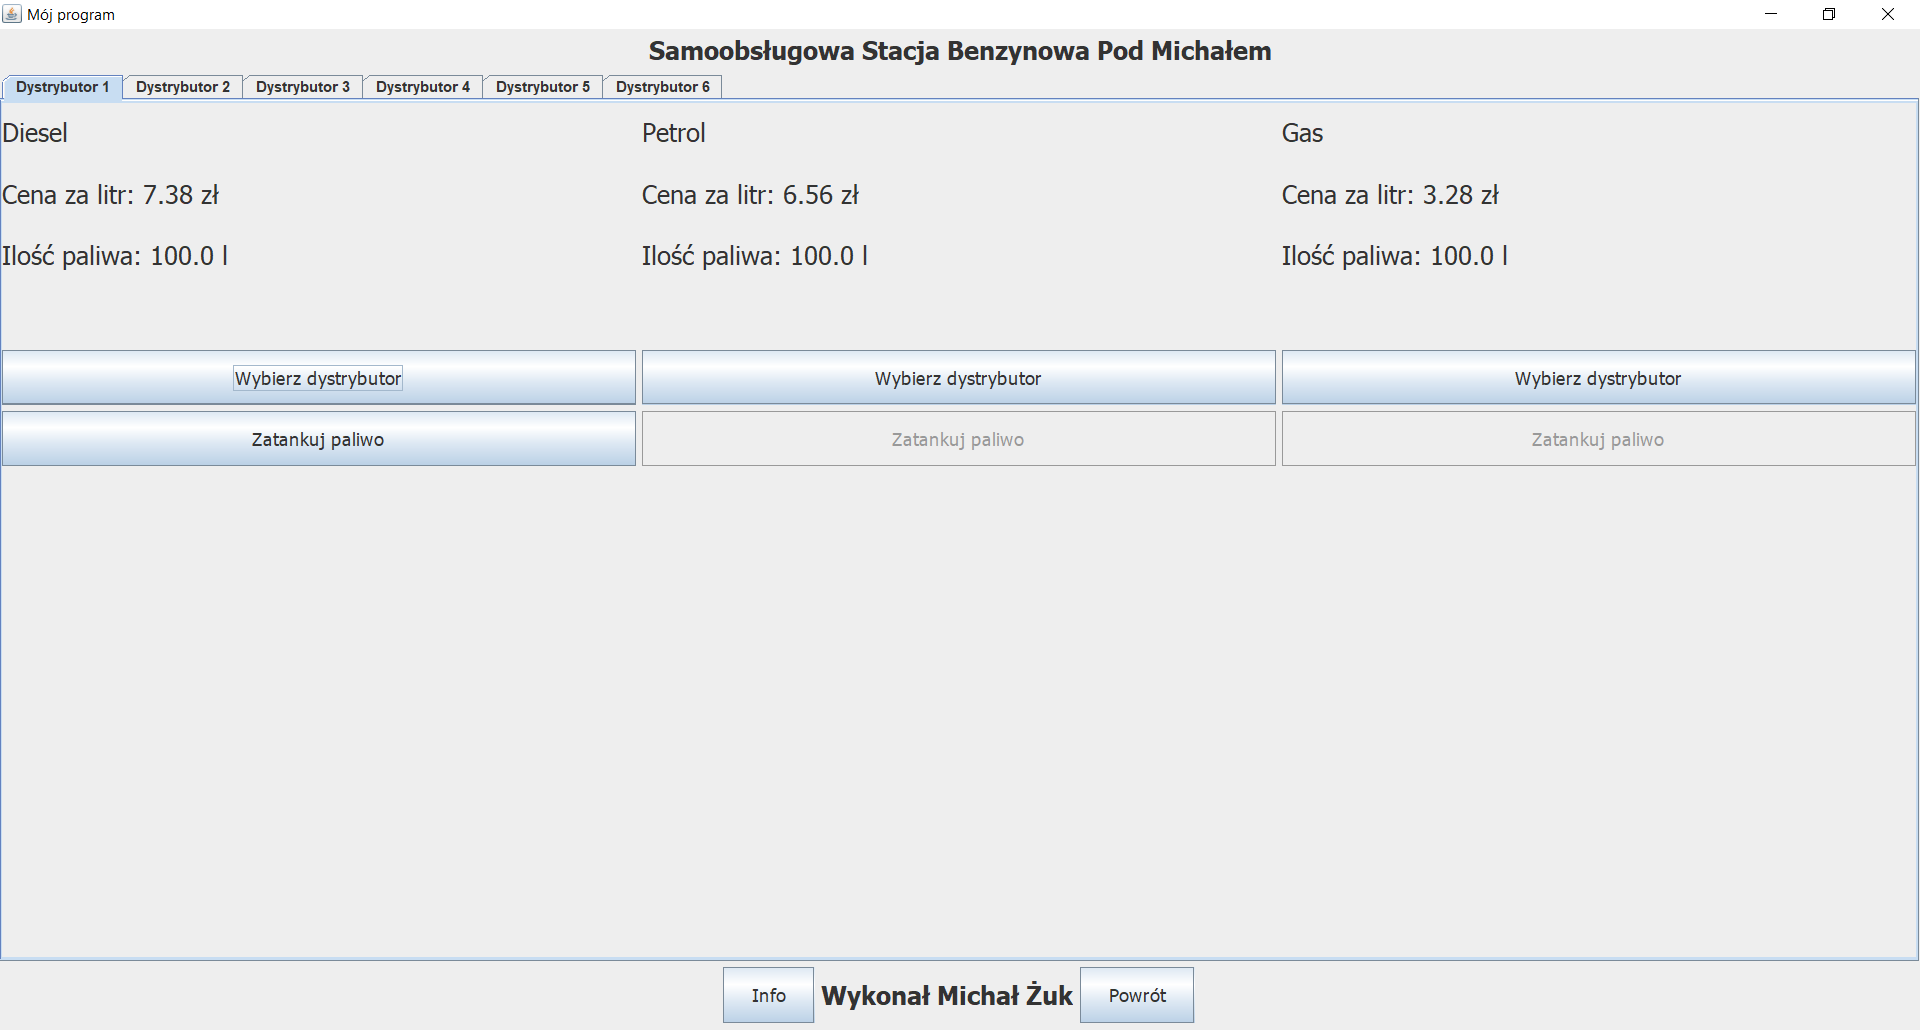 Mój program
Samoobsługowa Stacja Benzynowa Pod Michałem
Dystrybutor 1 Dystrybutor 2 Dystrybutor 3 Dystrybutor 4 Dystrybutor 5 Dystrybutor 6
Diesel Petrol Gas
Cena za litr: 7.38 zł Cena za litr: 6.56 zł Cena za litr: 3.28 zł
Ilość paliwa: 100.0 l Ilość paliwa: 100.0 l Ilość paliwa: 100.0 l
Wybierz dystrybutor Wybierz dystrybutor Wybierz dystrybutor
Zatankuj paliwo Zatankuj paliwo Zatankuj paliwo
Info Wykonał Michał Żuk Powrót